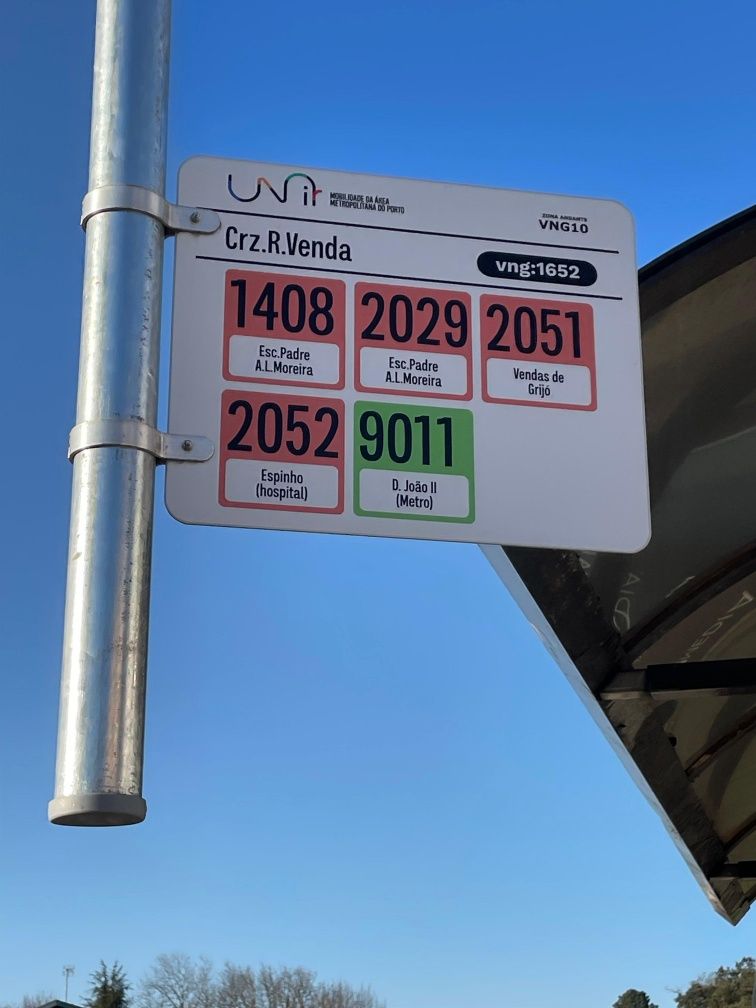 UNir
MOBILIDADE DA ÁREA
METROPOLITANA DO PORTO
ZONA ANDANTE
VNG10
Crz.R.Venda
vng:1652
1408
Esc.Padre
A.L.Moreira
2029
Esc.Padre
A.L.Moreira
2051
Vendas de
Grijó
2052
Espinho
(hospital)
9011
D. João II
(Metro)